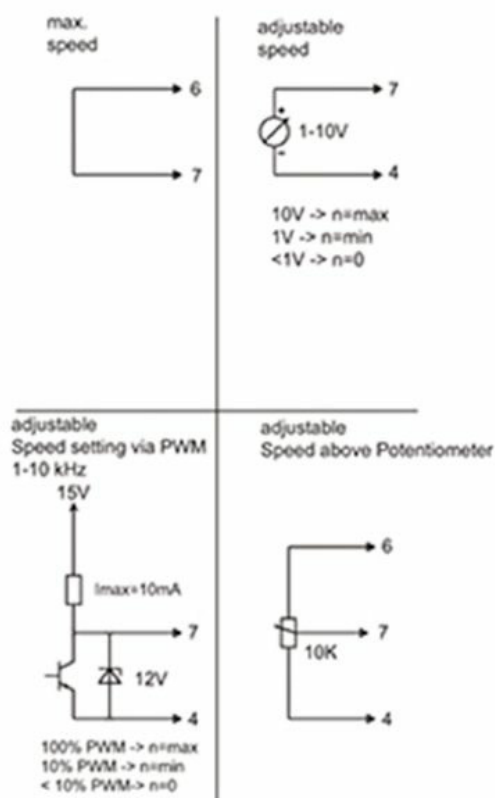 max.
speed
6
7
adjustable
speed
7
+
1-10V
-
4
10V -> n=max
1V -> n=min
<1V -> n=0
adjustable
Speed setting via PWM
1-10 kHz
15V
Imax=10mA
7
12V
4
100% PWM -> n=max
10% PWM -> n=min
< 10% PWM-> n=0
adjustable
Speed above Potentiometer
6
7
10K
4